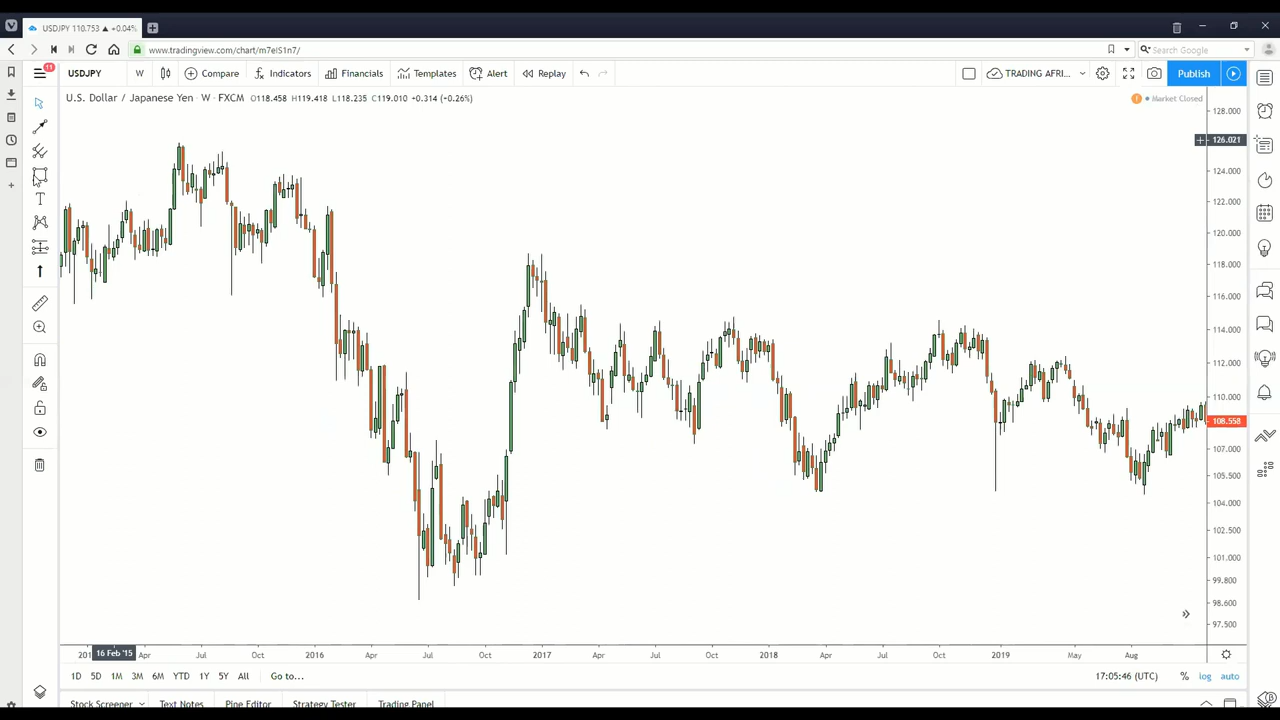 USDJPY 110.753 ▲ +0.04%
www.tradingview.com/chart/m7eIS1n7/
Search Google
11
USDJPY W Compare Indicators Financials Templates Alert Replay TRADING AFRI... Publish
U.S. Dollar / Japanese Yen · W · FXCM O118.458 H119.418 L118.235 C119.010 +0.314 (+0.26%)
Market Closed
128.000
126.021
124.000
122.000
120.000
118.000
116.000
114.000
112.000
110.000
108.558
107.000
105.500
104.000
102.500
101.000
99.800
98.600
97.500
201 16 Feb '15 Apr Jul Oct 2016 Apr Jul Oct 2017 Apr Jul Oct 2018 Apr Jul Oct 2019 May Aug
1D 5D 1M 3M 6M YTD 1Y 5Y All Go to... 17:05:46 (UTC) % log auto
Stock Screener Text Notes Pine Editor Strategy Tester Trading Panel